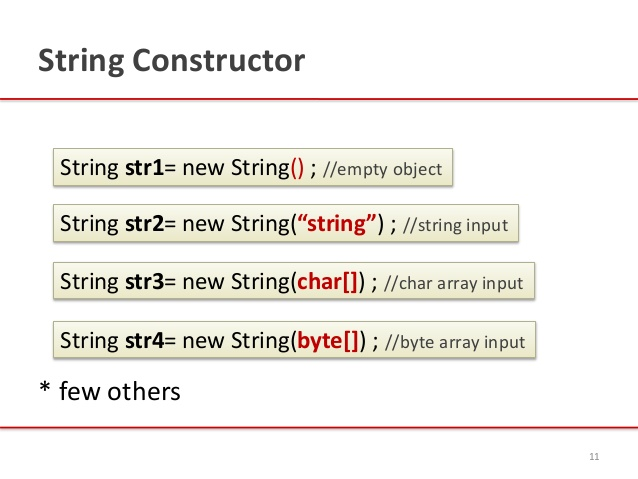 String Constructor
String str1= new String() ; //empty object
String str2= new String(“string”) ; //string input
String str3= new String(char[]) ; //char array input
String str4= new String(byte[]) ; //byte array input
* few others
11